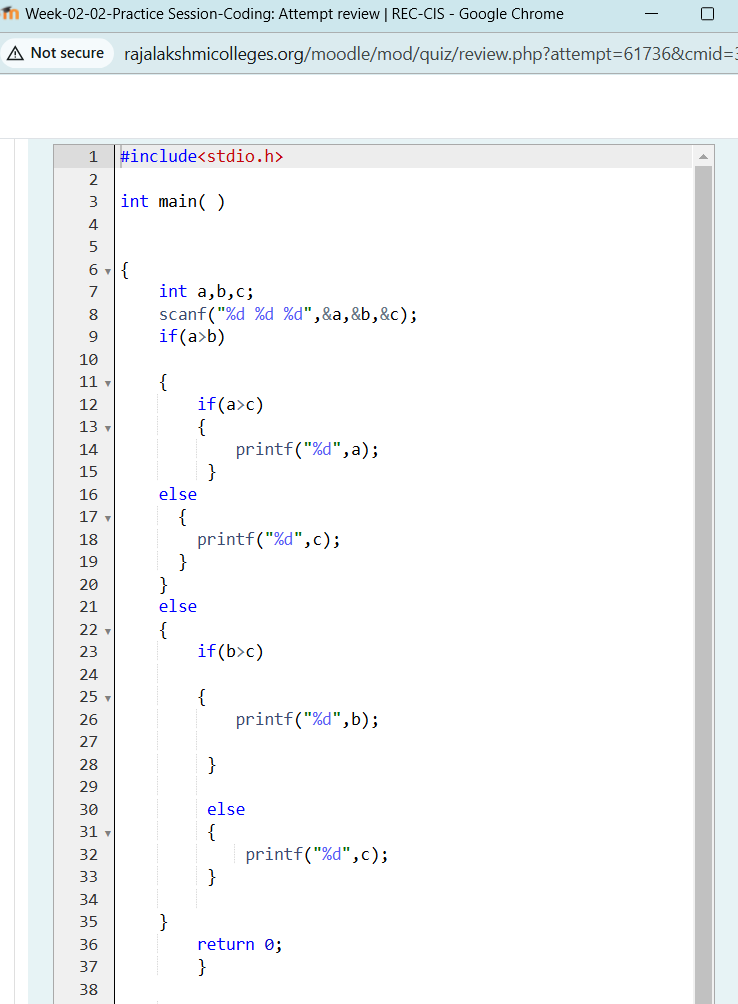 Week-02-02-Practice Session-Coding: Attempt review | REC-CIS - Google Chrome
Not secure rajalakshmicolleges.org/moodle/mod/quiz/review.php?attempt=61736&cmid=
1 #include<stdio.h>
2
3 int main( )
4
5
6 {
7 int a,b,c;
8 scanf("%d %d %d",&a,&b,&c);
9 if(a>b)
10
11 {
12 if(a>c)
13 {
14 printf("%d",a);
15 }
16 else
17 {
18 printf("%d",c);
19 }
20 }
21 else
22 {
23 if(b>c)
24
25 {
26 printf("%d",b);
27
28 }
29
30 else
31 {
32 printf("%d",c);
33 }
34
35 }
36 return 0;
37 }
38